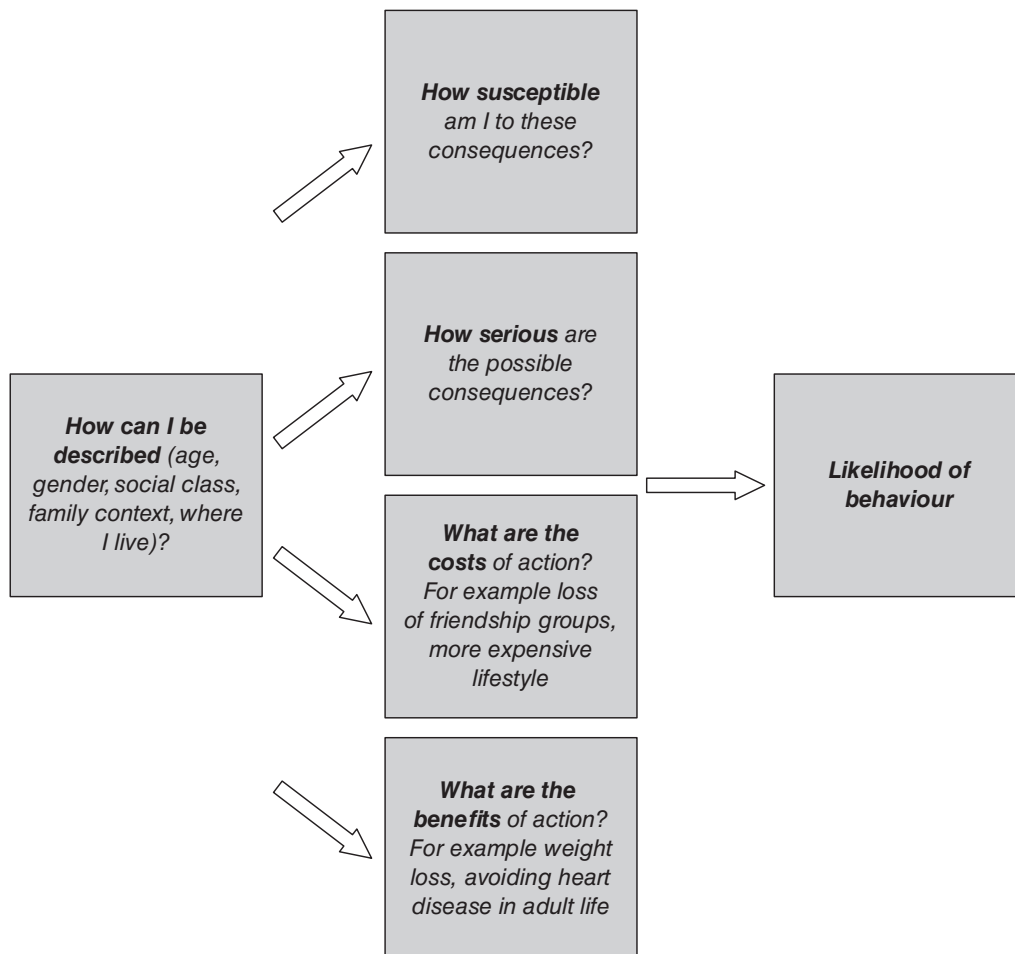 How susceptible
am I to these
consequences?
How serious are
the possible
consequences?
How can I be
described (age,
gender, social class,
family context, where
I live)?
Likelihood of
behaviour
What are the
costs of action?
For example loss
of friendship groups,
more expensive
lifestyle
What are the
benefits of action?
For example weight
loss, avoiding heart
disease in adult life